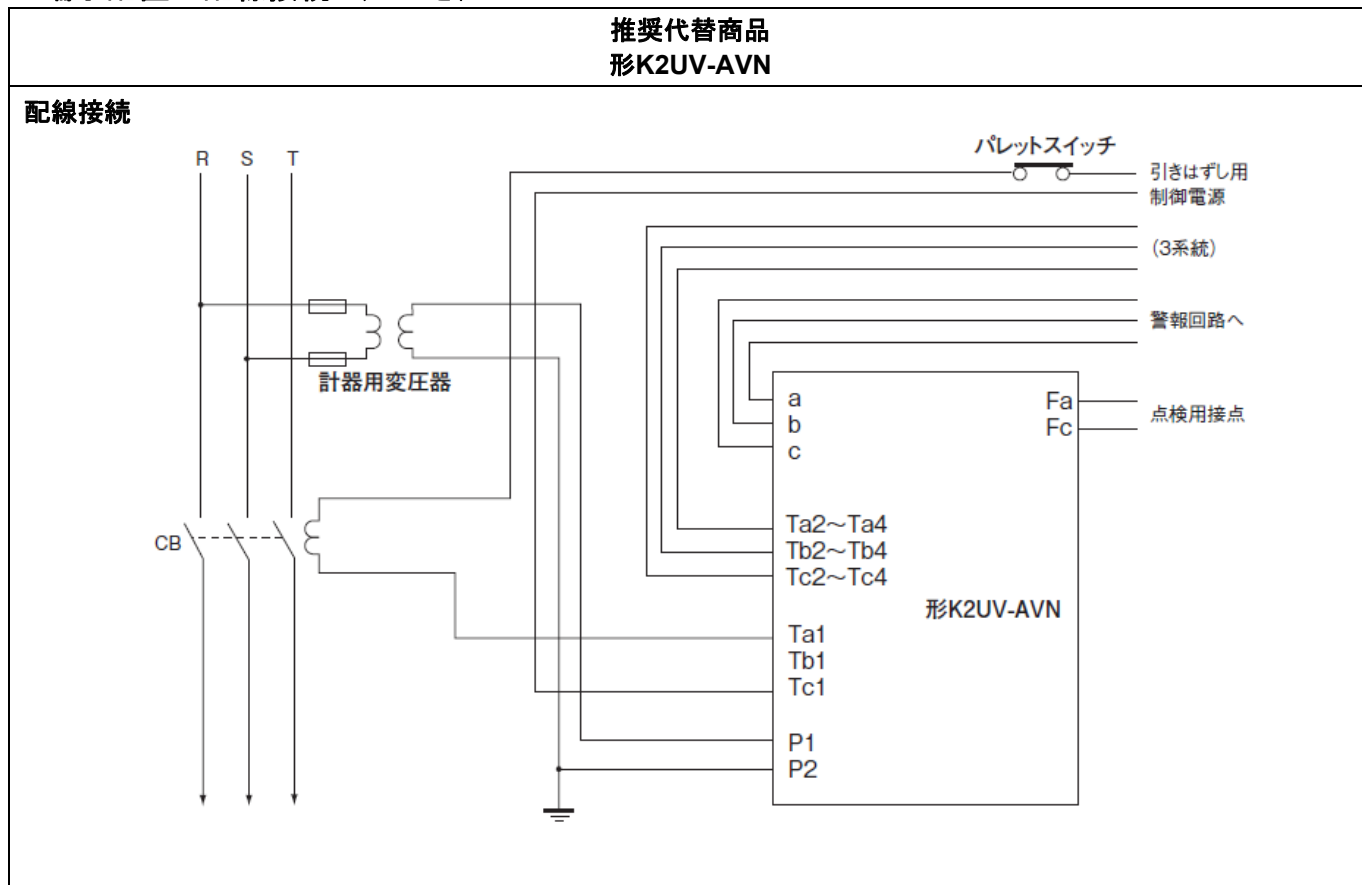 推奨代替商品
形K2UV-AVN
配線接続
R S T
パレットスイッチ
引きはずし用
制御電源
(3系統)
警報回路へ
計器用変圧器
a
b
c
Fa
Fc
点検用接点
CB
Ta2～Ta4
Tb2～Tb4
Tc2～Tc4
形K2UV-AVN
Ta1
Tb1
Tc1
P1
P2